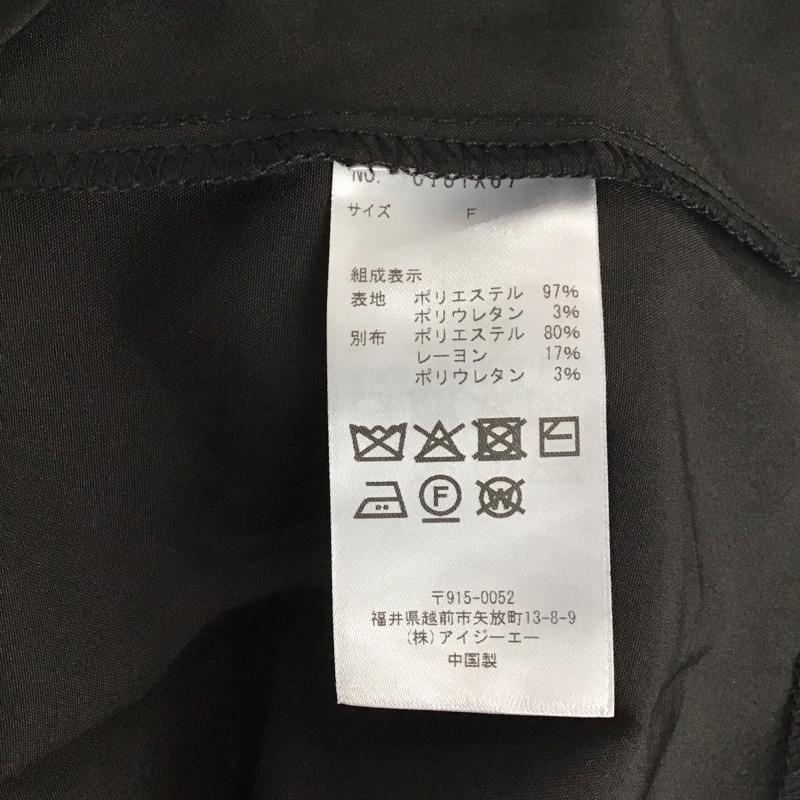 NO.
サイズ F
組成表示
表地 ポリエステル 97%
ポリウレタン 3%
別布 ポリエステル 80%
レーヨン 17%
ポリウレタン 3%
F
W
〒915-0052
福井県越前市矢放町13-8-9
(株)アイジーエー
中国製